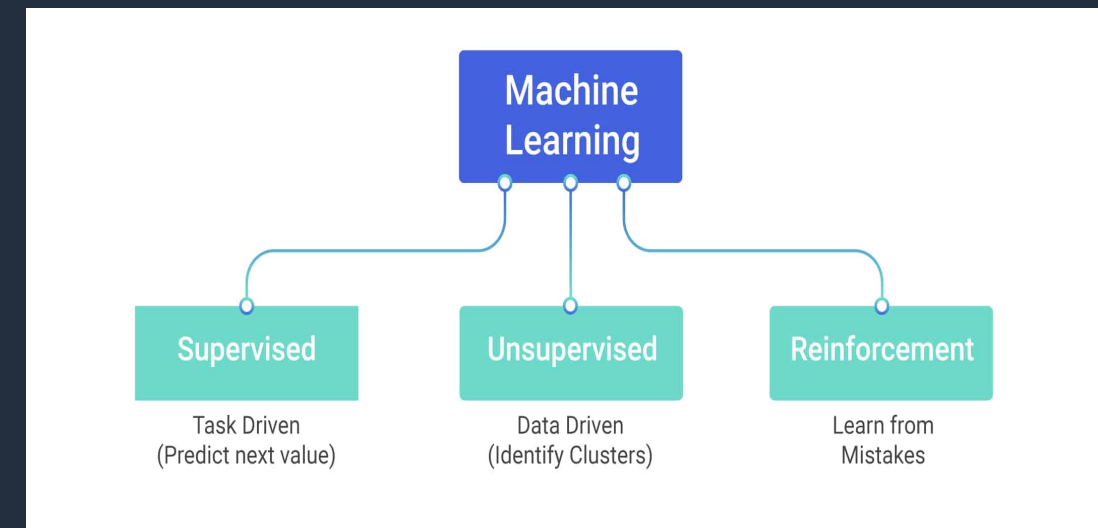 Machine
Learning
Supervised
Unsupervised
Reinforcement
Task Driven
(Predict next value)
Data Driven
(Identify Clusters)
Learn from
Mistakes